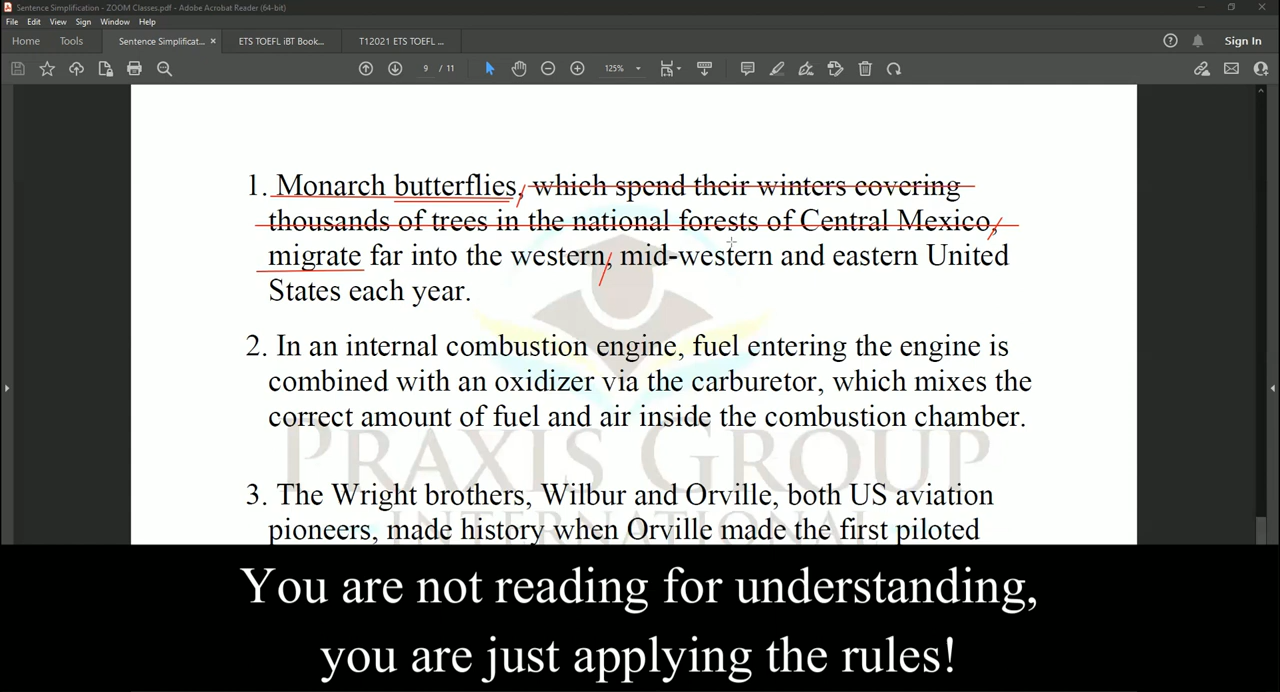 Sentence Simplification - ZOOM Classes.pdf - Adobe Acrobat Reader (64-bit)
File Edit View Sign Window Help
Home Tools Sentence Simplificat... × ETS TOEFL iBT Book... T12021 ETS TOEFL ... Sign In
9 / 11 125%
1. Monarch butterflies, which spend their winters covering
thousands of trees in the national forests of Central Mexico,
migrate far into the western, mid-western and eastern United
States each year.
2. In an internal combustion engine, fuel entering the engine is
combined with an oxidizer via the carburetor, which mixes the
correct amount of fuel and air inside the combustion chamber.
PRAXIS GROUP
3. The Wright brothers, Wilbur and Orville, both US aviation
INTERNATIONAL
pioneers, made history when Orville made the first piloted
You are not reading for understanding,
you are just applying the rules!